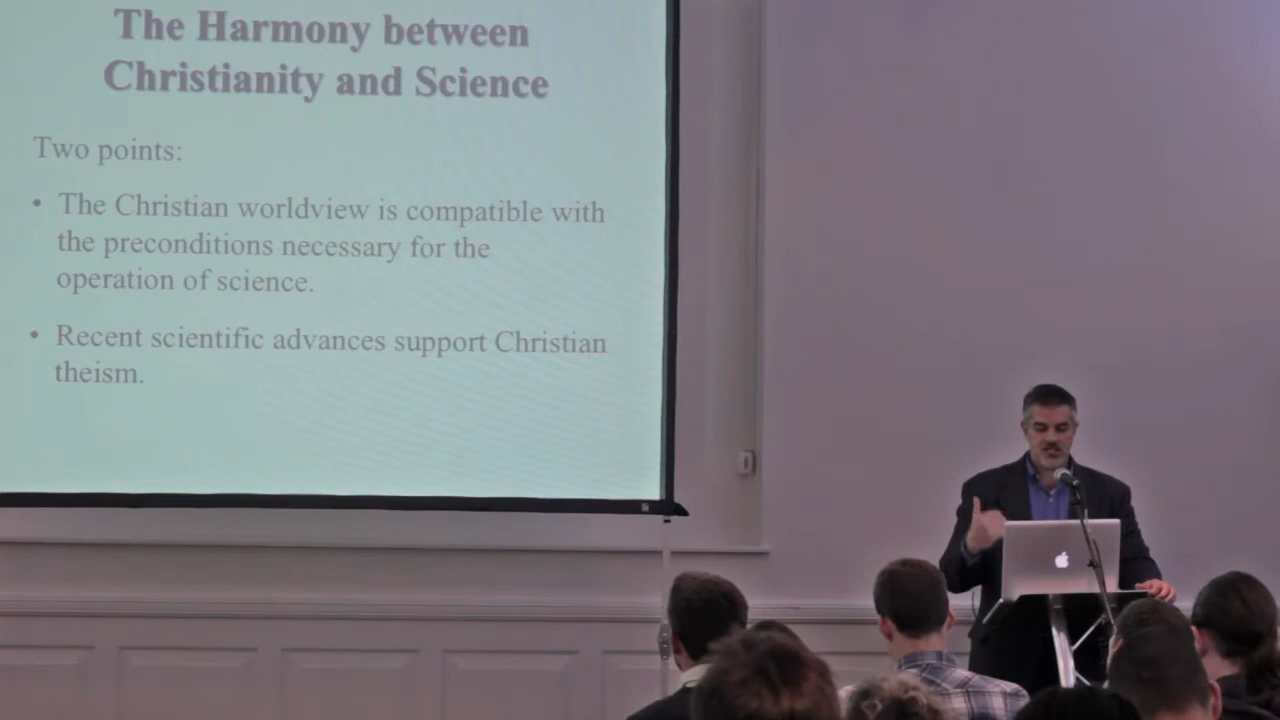 The Harmony between
Christianity and Science
Two points:
• The Christian worldview is compatible with
the preconditions necessary for the
operation of science.
• Recent scientific advances support Christian
theism.